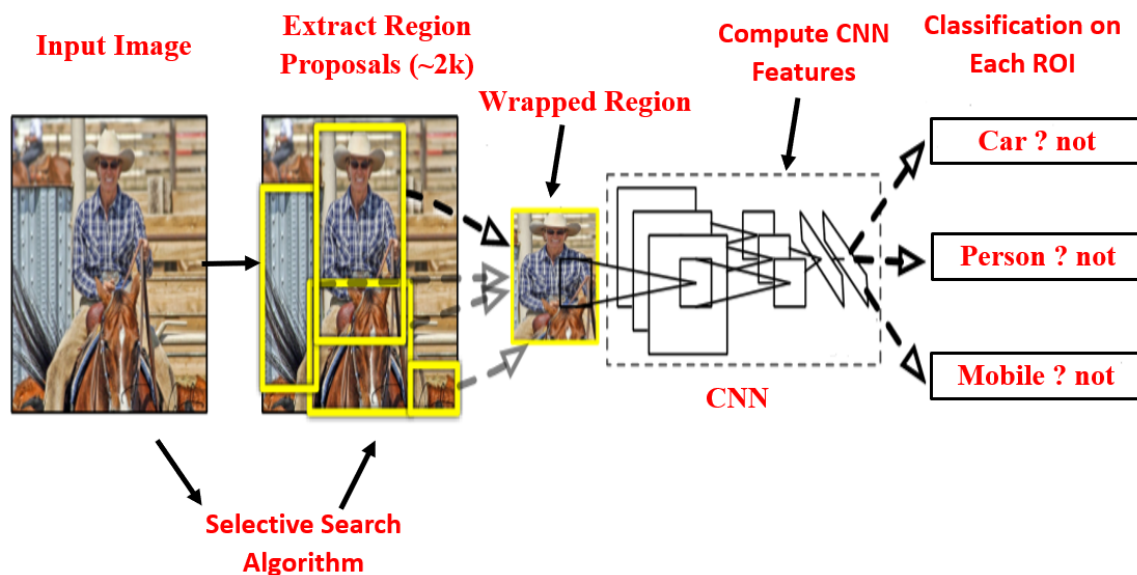 Input Image
Extract Region
Proposals (~2k)
Wrapped Region
Compute CNN
Features
Classification on
Each ROI
Car ? not
Person ? not
Mobile ? not
CNN
Selective Search
Algorithm